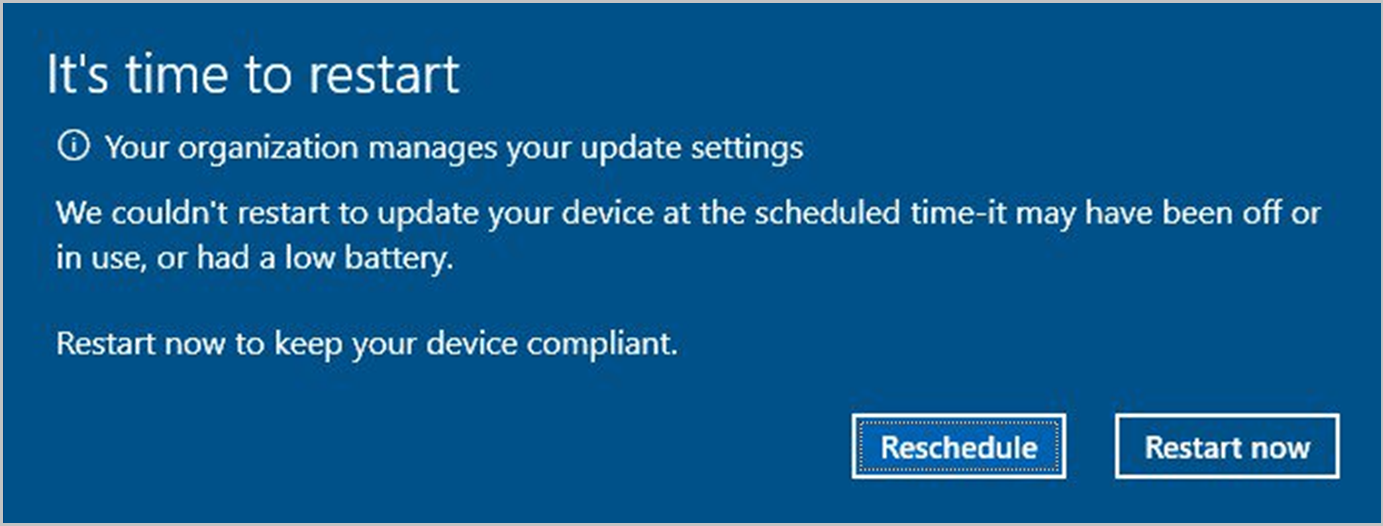 It's time to restart
Your organization manages your update settings
We couldn't restart to update your device at the scheduled time-it may have been off or
in use, or had a low battery.
Restart now to keep your device compliant.
Reschedule
Restart now